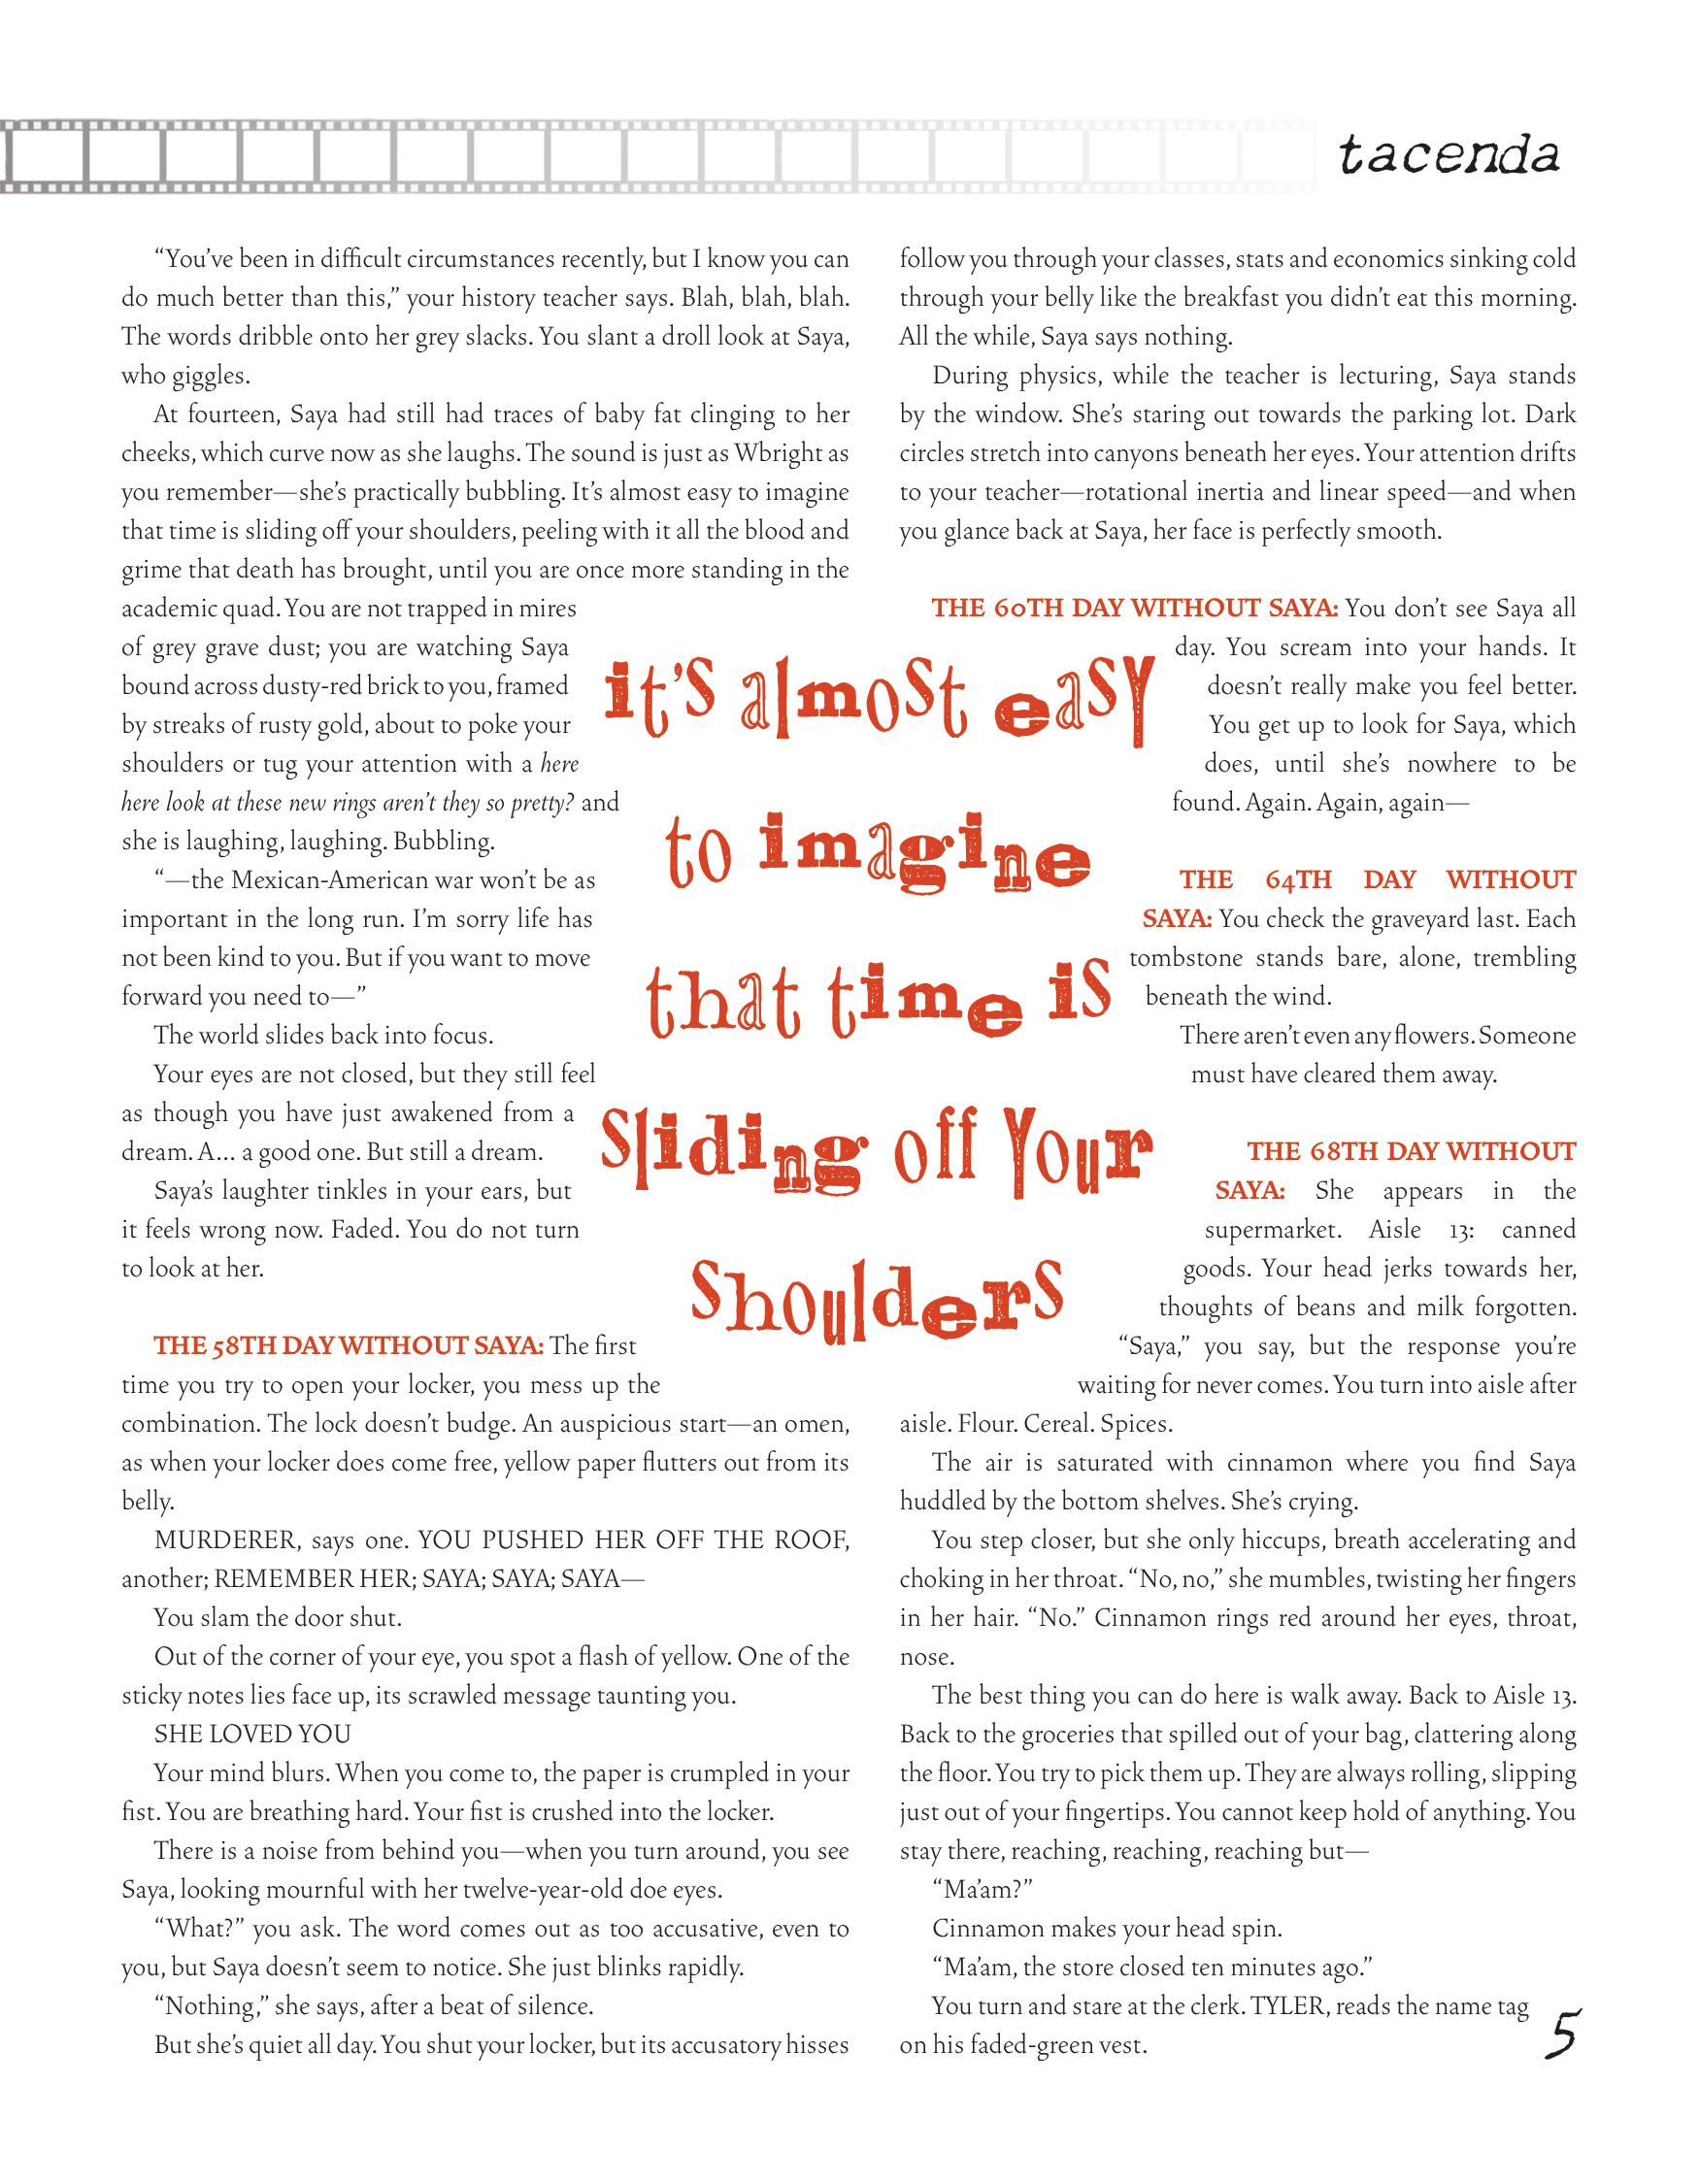 tacenda
“You’ve been in difficult circumstances recently, but I know you can
do much better than this,” your history teacher says. Blah, blah, blah.
The words dribble onto her grey slacks. You slant a droll look at Saya,
who giggles.
At fourteen, Saya had still had traces of baby fat clinging to her
cheeks, which curve now as she laughs. The sound is just as Wbright as
you remember—she’s practically bubbling. It’s almost easy to imagine
that time is sliding off your shoulders, peeling with it all the blood and
grime that death has brought, until you are once more standing in the
academic quad. You are not trapped in mires
of grey grave dust; you are watching Saya
bound across dusty-red brick to you, framed
by streaks of rusty gold, about to poke your
shoulders or tug your attention with a here
here look at these new rings aren’t they so pretty? and
she is laughing, laughing. Bubbling.
“—the Mexican-American war won’t be as
important in the long run. I’m sorry life has
not been kind to you. But if you want to move
forward you need to—”
The world slides back into focus.
Your eyes are not closed, but they still feel
as though you have just awakened from a
dream. A... a good one. But still a dream.
Saya’s laughter tinkles in your ears, but
it feels wrong now. Faded. You do not turn
to look at her.
THE 58TH DAY WITHOUT SAYA: The first
time you try to open your locker, you mess up the
combination. The lock doesn’t budge. An auspicious start—an omen,
as when your locker does come free, yellow paper flutters out from its
belly.
MURDERER, says one. YOU PUSHED HER OFF THE ROOF,
another; REMEMBER HER; SAYA; SAYA; SAYA—
You slam the door shut.
Out of the corner of your eye, you spot a flash of yellow. One of the
sticky notes lies face up, its scrawled message taunting you.
SHE LOVED YOU
Your mind blurs. When you come to, the paper is crumpled in your
fist. You are breathing hard. Your fist is crushed into the locker.
There is a noise from behind you—when you turn around, you see
Saya, looking mournful with her twelve-year-old doe eyes.
“What?” you ask. The word comes out as too accusative, even to
you, but Saya doesn’t seem to notice. She just blinks rapidly.
“Nothing,” she says, after a beat of silence.
But she’s quiet all day. You shut your locker, but its accusatory hisses
it’s almost easy
to imagine
that time is
sliding off your
shoulders
follow you through your classes, stats and economics sinking cold
through your belly like the breakfast you didn’t eat this morning.
All the while, Saya says nothing.
During physics, while the teacher is lecturing, Saya stands
by the window. She’s staring out towards the parking lot. Dark
circles stretch into canyons beneath her eyes. Your attention drifts
to your teacher—rotational inertia and linear speed—and when
you glance back at Saya, her face is perfectly smooth.
THE 60TH DAY WITHOUT SAYA: You don’t see Saya all
day. You scream into your hands. It
doesn’t really make you feel better.
You get up to look for Saya, which
does, until she’s nowhere to be
found. Again. Again, again—
THE 64TH DAY WITHOUT
SAYA: You check the graveyard last. Each
tombstone stands bare, alone, trembling
beneath the wind.
There aren’t even any flowers. Someone
must have cleared them away.
THE 68TH DAY WITHOUT
SAYA: She appears in the
supermarket. Aisle 13: canned
goods. Your head jerks towards her,
thoughts of beans and milk forgotten.
“Saya,” you say, but the response you’re
waiting for never comes. You turn into aisle after
aisle. Flour. Cereal. Spices.
The air is saturated with cinnamon where you find Saya
huddled by the bottom shelves. She’s crying.
You step closer, but she only hiccups, breath accelerating and
choking in her throat. “No, no,” she mumbles, twisting her fingers
in her hair. “No.” Cinnamon rings red around her eyes, throat,
nose.
The best thing you can do here is walk away. Back to Aisle 13.
Back to the groceries that spilled out of your bag, clattering along
the floor. You try to pick them up. They are always rolling, slipping
just out of your fingertips. You cannot keep hold of anything. You
stay there, reaching, reaching, reaching but—
“Ma’am?”
Cinnamon makes your head spin.
“Ma’am, the store closed ten minutes ago.”
You turn and stare at the clerk. TYLER, reads the name tag
on his faded-green vest.
5